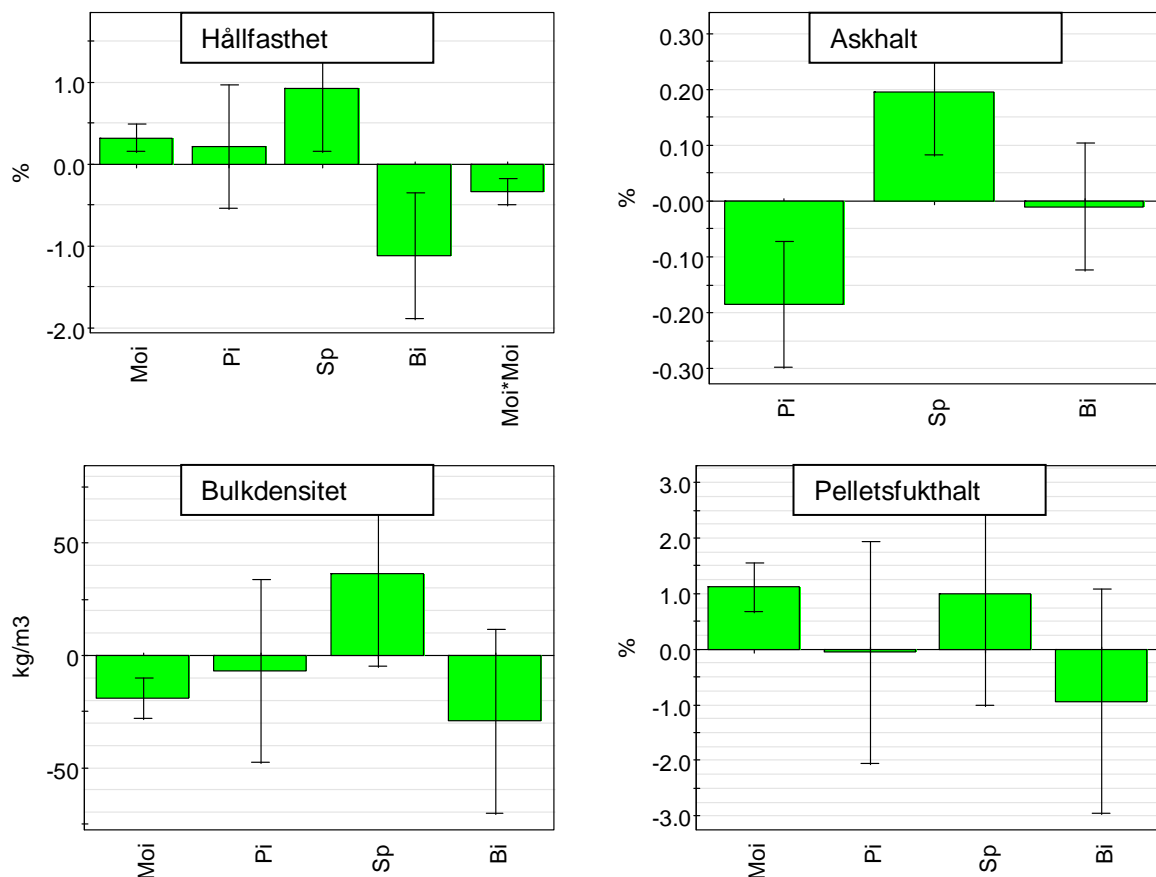 Hållfasthet
1.0
0.0
-1.0
-2.0
%
Moi
Pi
Sp
Bi
Moi*Moi
Askhalt
0.30
0.20
0.10
-0.00
-0.10
-0.20
-0.30
%
Pi
Sp
Bi
Bulkdensitet
50
0
-50
kg/m3
Moi
Pi
Sp
Bi
Pelletsfukthalt
3.0
2.0
1.0
0.0
-1.0
-2.0
-3.0
%
Moi
Pi
Sp
Bi